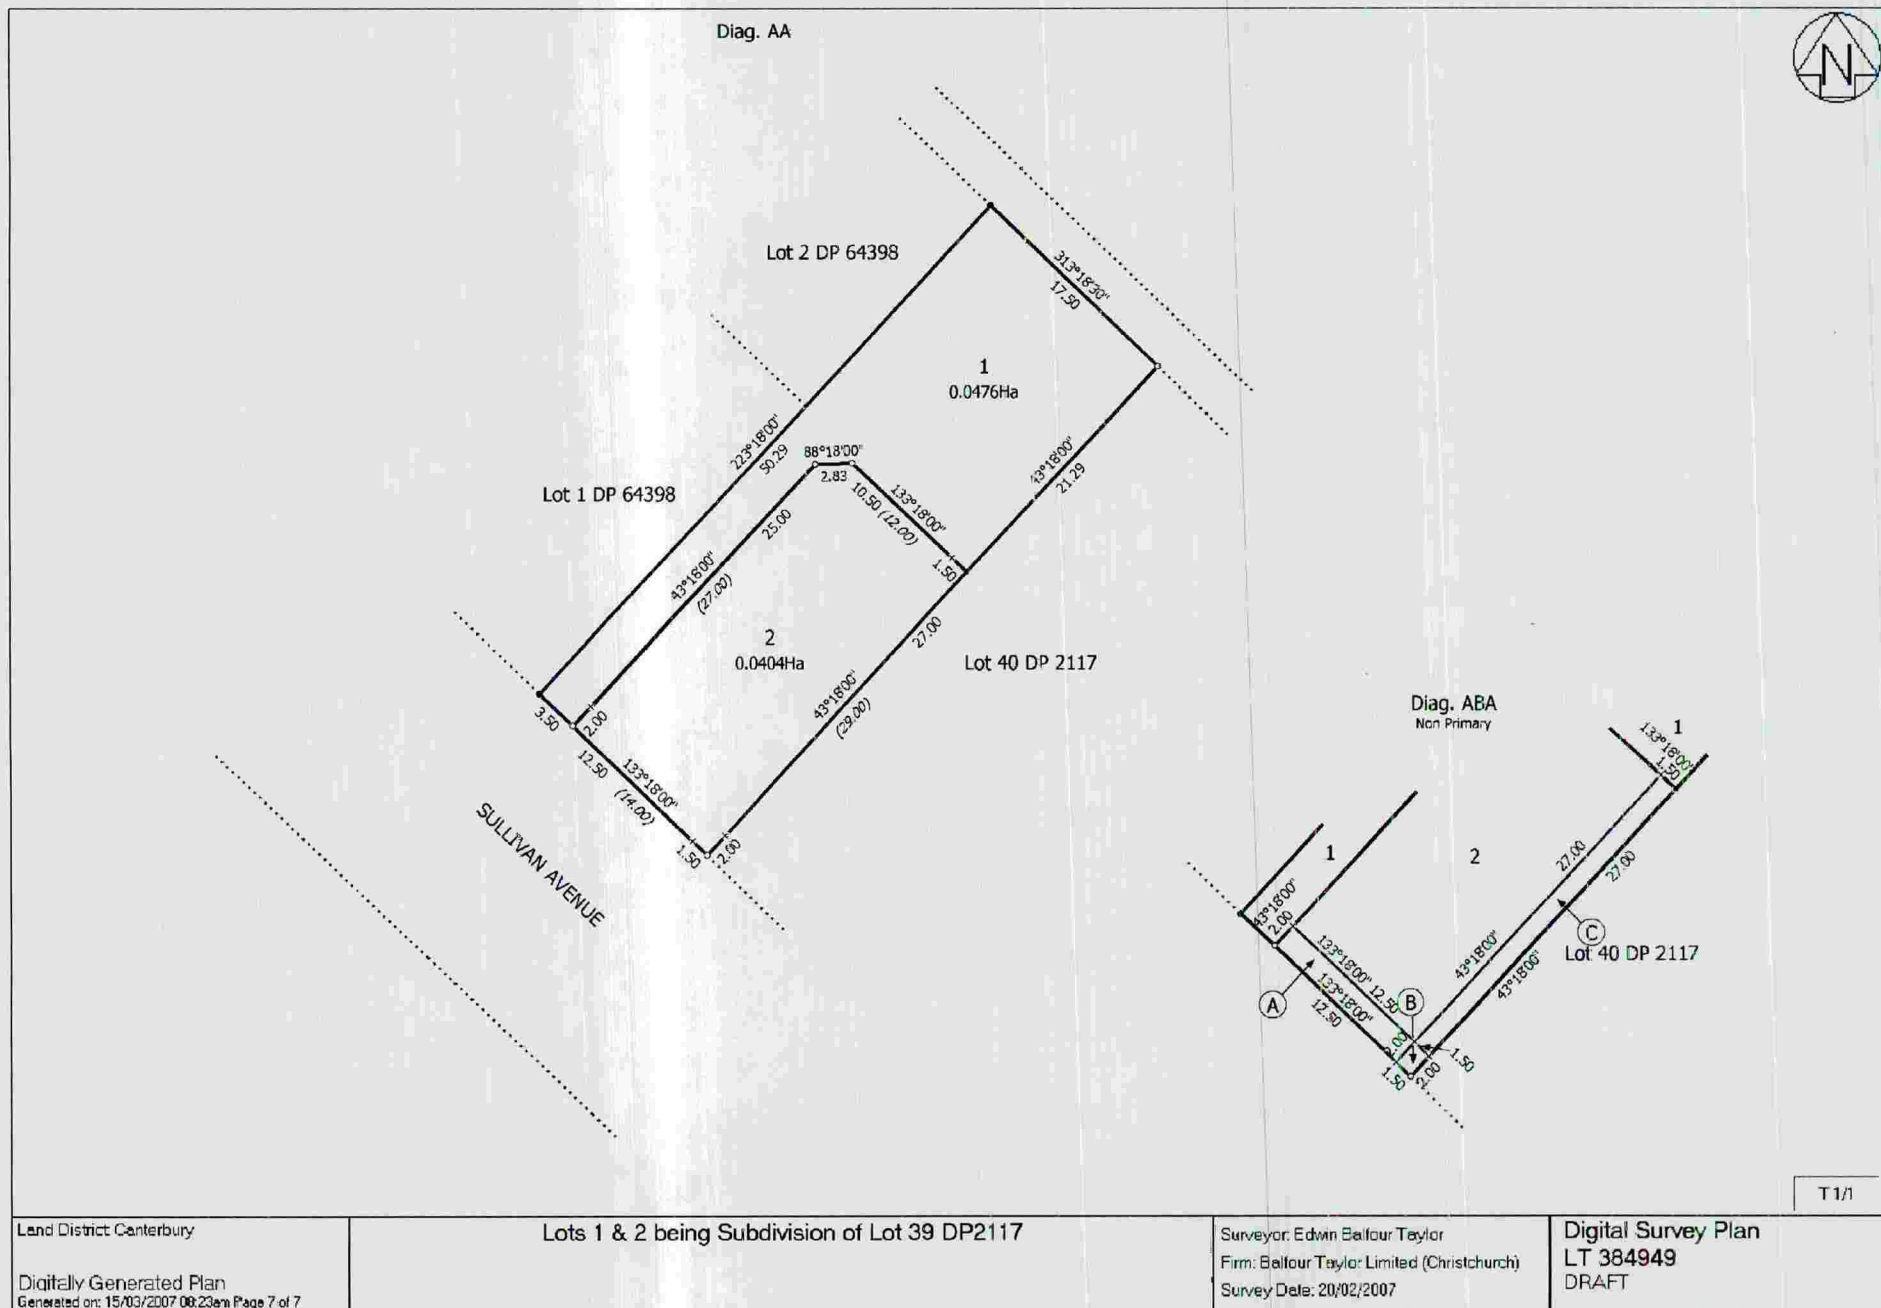 Diag. AA
N
Lot 2 DP 64398
313°18'30"
17.50
1
0.0476Ha
223°18'00"
50.29
88°18'00"
2.83
43°18'00"
21.29
Lot 1 DP 64398
133°18'00"
10.50 (12.00)
1.50
25.00
43°18'00"
(27.00)
2
0.0404Ha
27.00
43°18'00"
(29.00)
Lot 40 DP 2117
3.50
2.00
12.50
133°18'00"
(14.00)
1.50
2.00
SULLIVAN AVENUE
Diag. ABA
Non Primary
1
133°18'00"
1.50
1
2
27.00
27.00
43°18'00"
2.00
C
Lot 40 DP 2117
43°18'00"
43°18'00"
133°18'00" 12.50
A
133°18'00"
12.50
B
2.00
1.50
1.50
2.00
T 1/1
Land District: Canterbury
Digitally Generated Plan
Generated on: 15/03/2007 08:23am Page 7 of 7
Lots 1 & 2 being Subdivision of Lot 39 DP2117
Surveyor: Edwin Balfour Taylor
Firm: Balfour Taylor Limited (Christchurch)
Survey Date: 20/02/2007
Digital Survey Plan
LT 384949
DRAFT